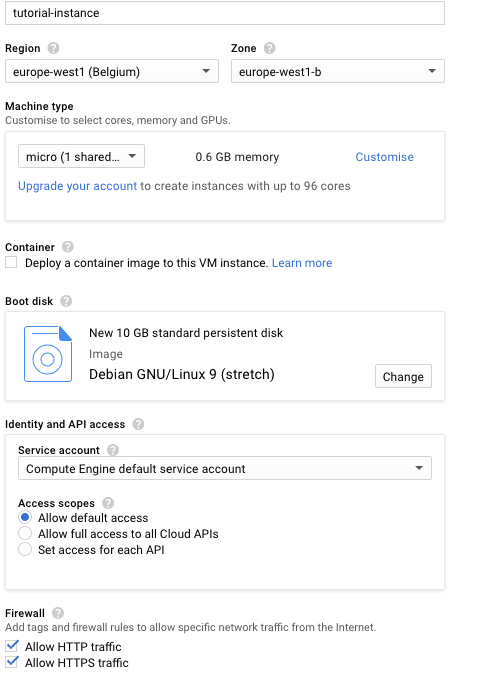 tutorial-instance
Region ?
Zone ?
europe-west1 (Belgium)
europe-west1-b
Machine type
Customise to select cores, memory and GPUs.
micro (1 shared...
0.6 GB memory
Customise
Upgrade your account to create instances with up to 96 cores
Container ?
Deploy a container image to this VM instance. Learn more
Boot disk ?
New 10 GB standard persistent disk
Image
Debian GNU/Linux 9 (stretch)
Change
Identity and API access ?
Service account ?
Compute Engine default service account
Access scopes ?
Allow default access
Allow full access to all Cloud APIs
Set access for each API
Firewall ?
Add tags and firewall rules to allow specific network traffic from the Internet.
Allow HTTP traffic
Allow HTTPS traffic